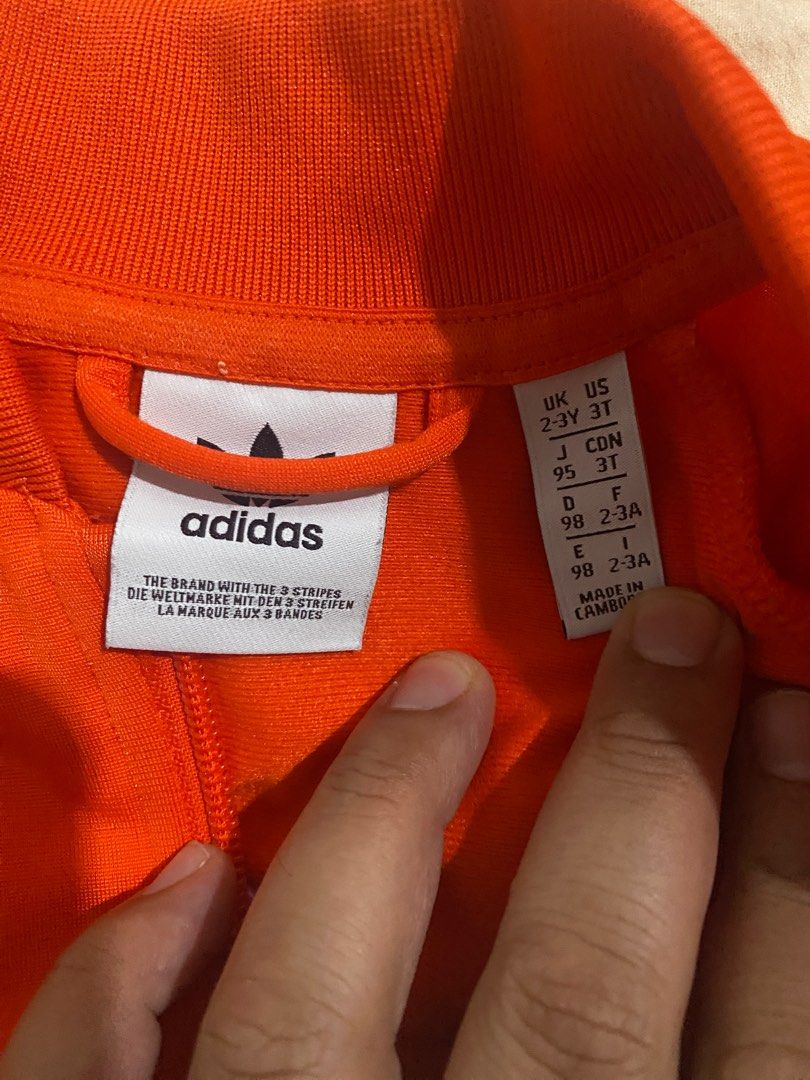 adidas
THE BRAND WITH THE 3 STRIPES
DIE WELTMARKE MIT DEN 3 STREIFEN
LA MARQUE AUX 3 BANDES
UK US
2-3Y 3T
J CDN
95 3T
D F
98 2-3A
E I
98 2-3A
MADE IN